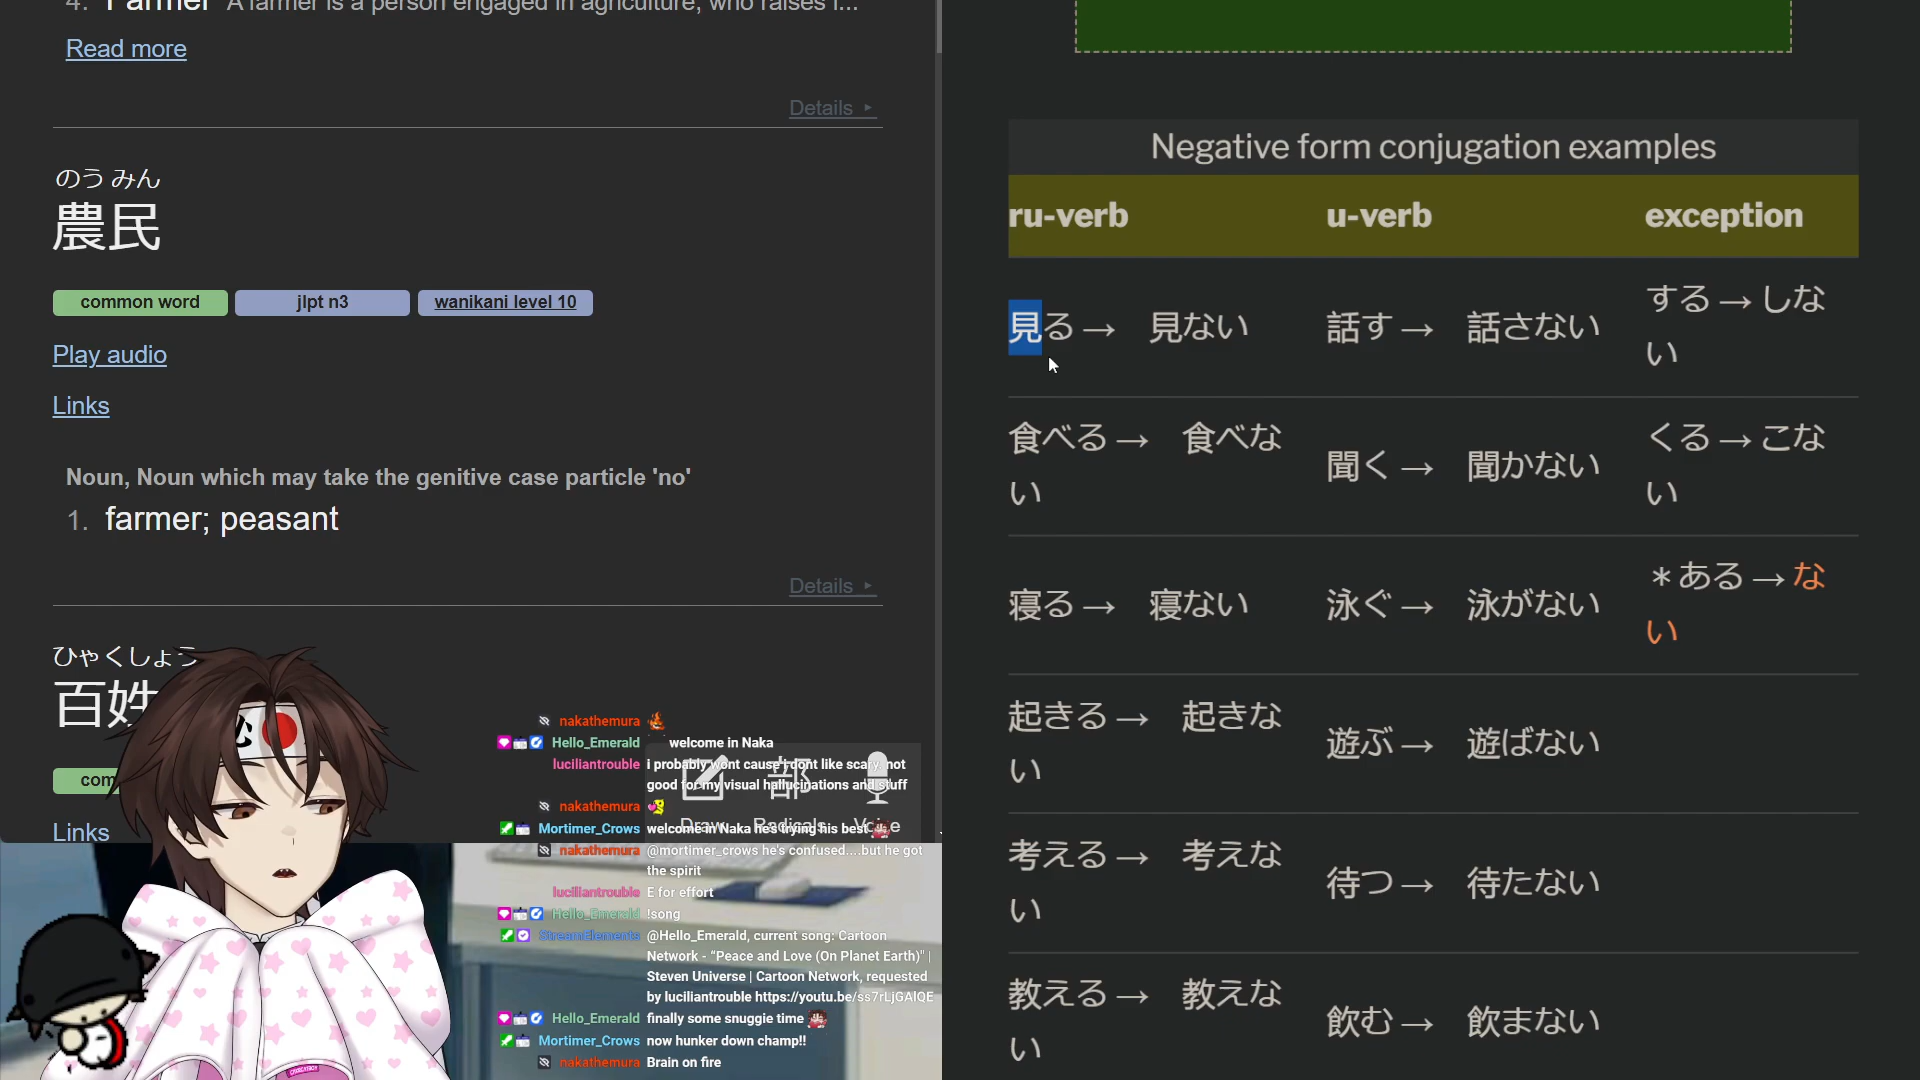 4. Farmer A farmer is a person engaged in agriculture, who raises l...
Read more
Details ‣
のう みん
農民
common word
jlpt n3
wanikani level 10
Play audio
Links
Noun, Noun which may take the genitive case particle 'no'
1. farmer; peasant
Details ‣
ひゃくしょう
百姓
com
Links
Draw
部
Radicals
nakathemura
Hello_Emerald welcome in Naka
luciliantrouble i probably wont cause i dont like scary not
good for my visual hallucinations and stuff
nakathemura
Mortimer_Crows welcome in Naka he's trying his best
nakathemura @mortimer_crows he's confused....but he got
the spirit
luciliantrouble E for effort
Hello_Emerald !song
StreamElements @Hello_Emerald, current song: Cartoon
Network - "Peace and Love (On Planet Earth)" |
Steven Universe | Cartoon Network, requested
by luciliantrouble https://youtu.be/ss7rLjGAlQE
Hello_Emerald finally some snuggie time
Mortimer_Crows now hunker down champ!!
nakathemura Brain on fire
Negative form conjugation examples
ru-verb u-verb exception
見る → 見ない 話す → 話さない する → しな
い
食べる → 食べな
い
聞く → 聞かない
くる → こな
い
寝る → 寝ない 泳ぐ → 泳がない *ある → な
い
起きる → 起きな
い
遊ぶ → 遊ばない
考える → 考えな
い
待つ → 待たない
教える → 教えな
い
飲む → 飲まない